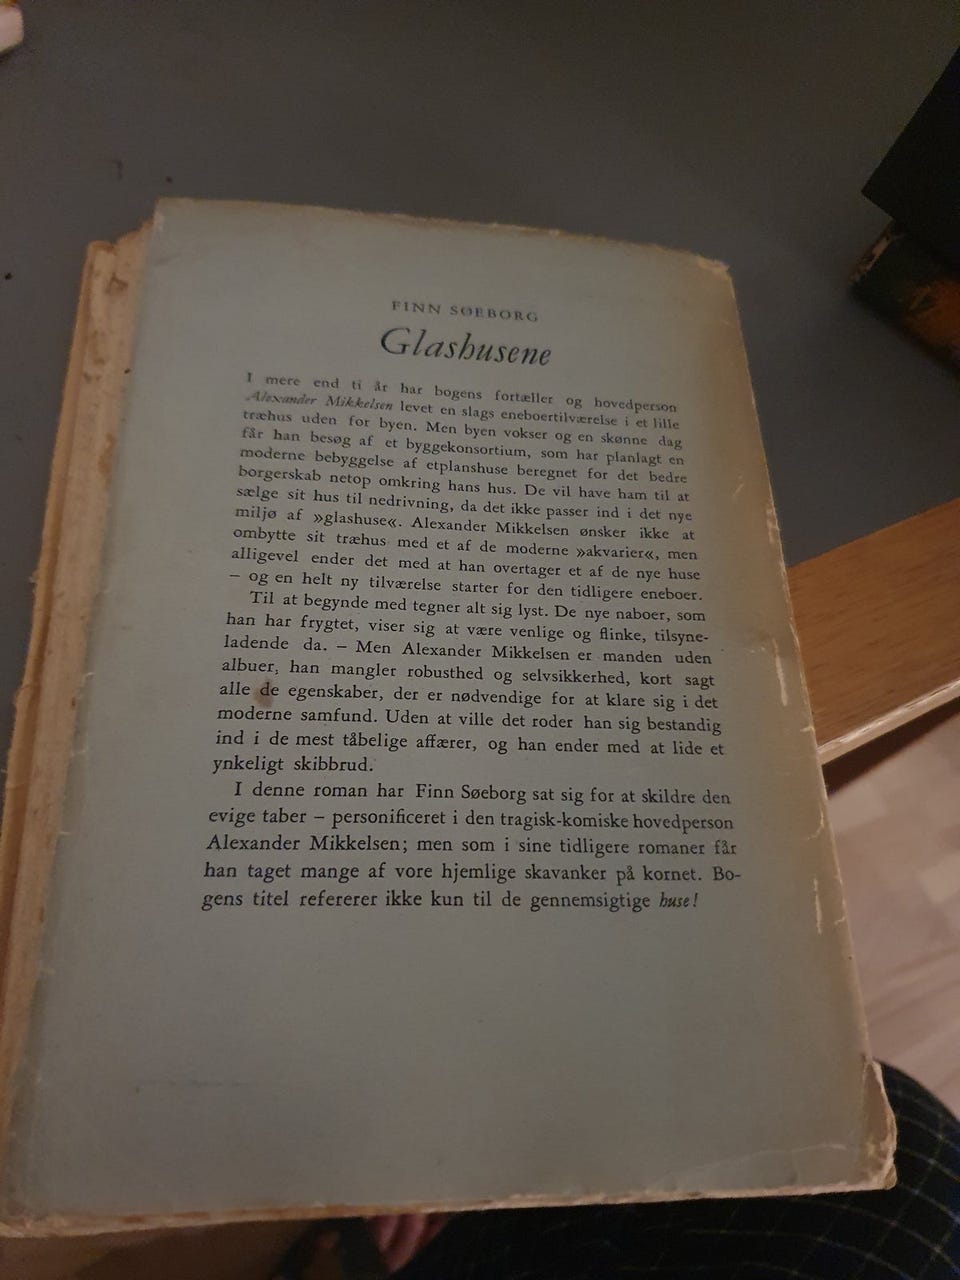 FINN SØEBORG
Glashusene
I mere end ti år har bogens fortæller og hovedperson
Alexander Mikkelsen levet en slags eneboertilværelse i et lille
træhus uden for byen. Men byen vokser og en skønne dag
får han besøg af et byggekonsortium, som har planlagt en
moderne bebyggelse af etplanshuse beregnet for det bedre
borgerskab netop omkring hans hus. De vil have ham til at
sælge sit hus til nedrivning, da det ikke passer ind i det nye
miljø af »glashuse«. Alexander Mikkelsen ønsker ikke at
ombytte sit træhus med et af de moderne »akvarier«, men
alligevel ender det med at han overtager et af de nye huse
– og en helt ny tilværelse starter for den tidligere eneboer.
Til at begynde med tegner alt sig lyst. De nye naboer, som
han har frygtet, viser sig at være venlige og flinke, tilsyne-
ladende da. – Men Alexander Mikkelsen er manden uden
albuer, han mangler robusthed og selvsikkerhed, kort sagt
alle de egenskaber, der er nødvendige for at klare sig i det
moderne samfund. Uden at ville det roder han sig bestandig
ind i de mest tåbelige affærer, og han ender med at lide et
ynkeligt skibbrud.
I denne roman har Finn Søeborg sat sig for at skildre den
evige taber – personificeret i den tragisk-komiske hovedperson
Alexander Mikkelsen; men som i sine tidligere romaner får
han taget mange af vore hjemlige skavanker på kornet. Bo-
gens titel refererer ikke kun til de gennemsigtige huse!